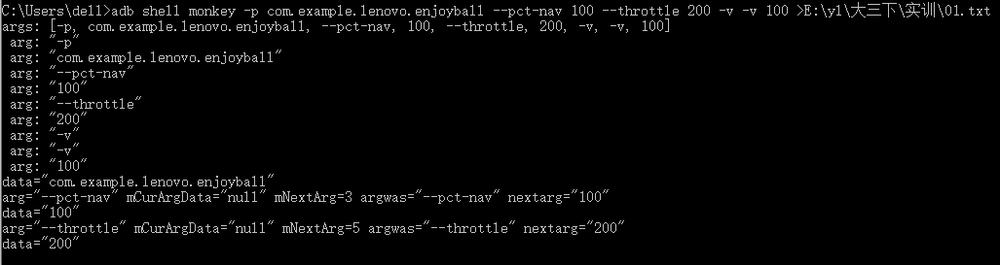 C:\Users\dell>adb shell monkey -p com.example.lenovo.enjoyball --pct-nav 100 --throttle 200 -v -v 100 >E:\yl\大三下\实训\01.txt
args: [-p, com.example.lenovo.enjoyball, --pct-nav, 100, --throttle, 200, -v, -v, 100]
 arg: "-p"
 arg: "com.example.lenovo.enjoyball"
 arg: "--pct-nav"
 arg: "100"
 arg: "--throttle"
 arg: "200"
 arg: "-v"
 arg: "-v"
 arg: "100"
data="com.example.lenovo.enjoyball"
arg="--pct-nav" mCurArgData="null" mNextArg=3 argwas="--pct-nav" nextarg="100"
data="100"
arg="--throttle" mCurArgData="null" mNextArg=5 argwas="--throttle" nextarg="200"
data="200"